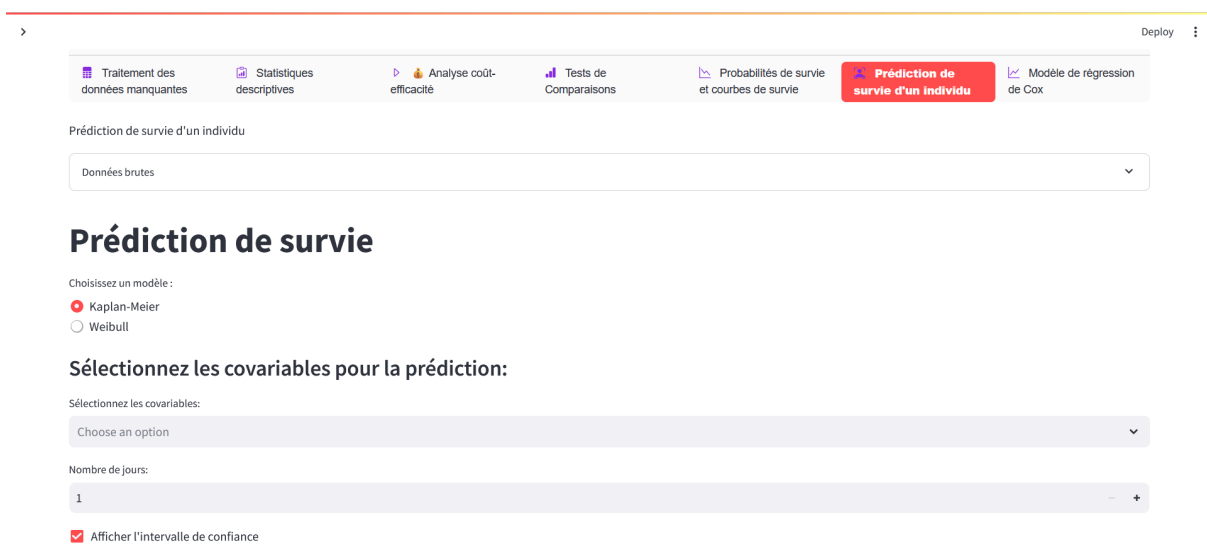 Deploy
Traitement des
données manquantes
Statistiques
descriptives
Analyse coût-
efficacité
Tests de
Comparaisons
Probabilités de survie
et courbes de survie
Prédiction de
survie d'un individu
Modèle de régression
de Cox
Prédiction de survie d'un individu
Données brutes
Prédiction de survie
Choisissez un modèle :
Kaplan-Meier
Weibull
Sélectionnez les covariables pour la prédiction:
Sélectionnez les covariables:
Choose an option
Nombre de jours:
1
Afficher l'intervalle de confiance